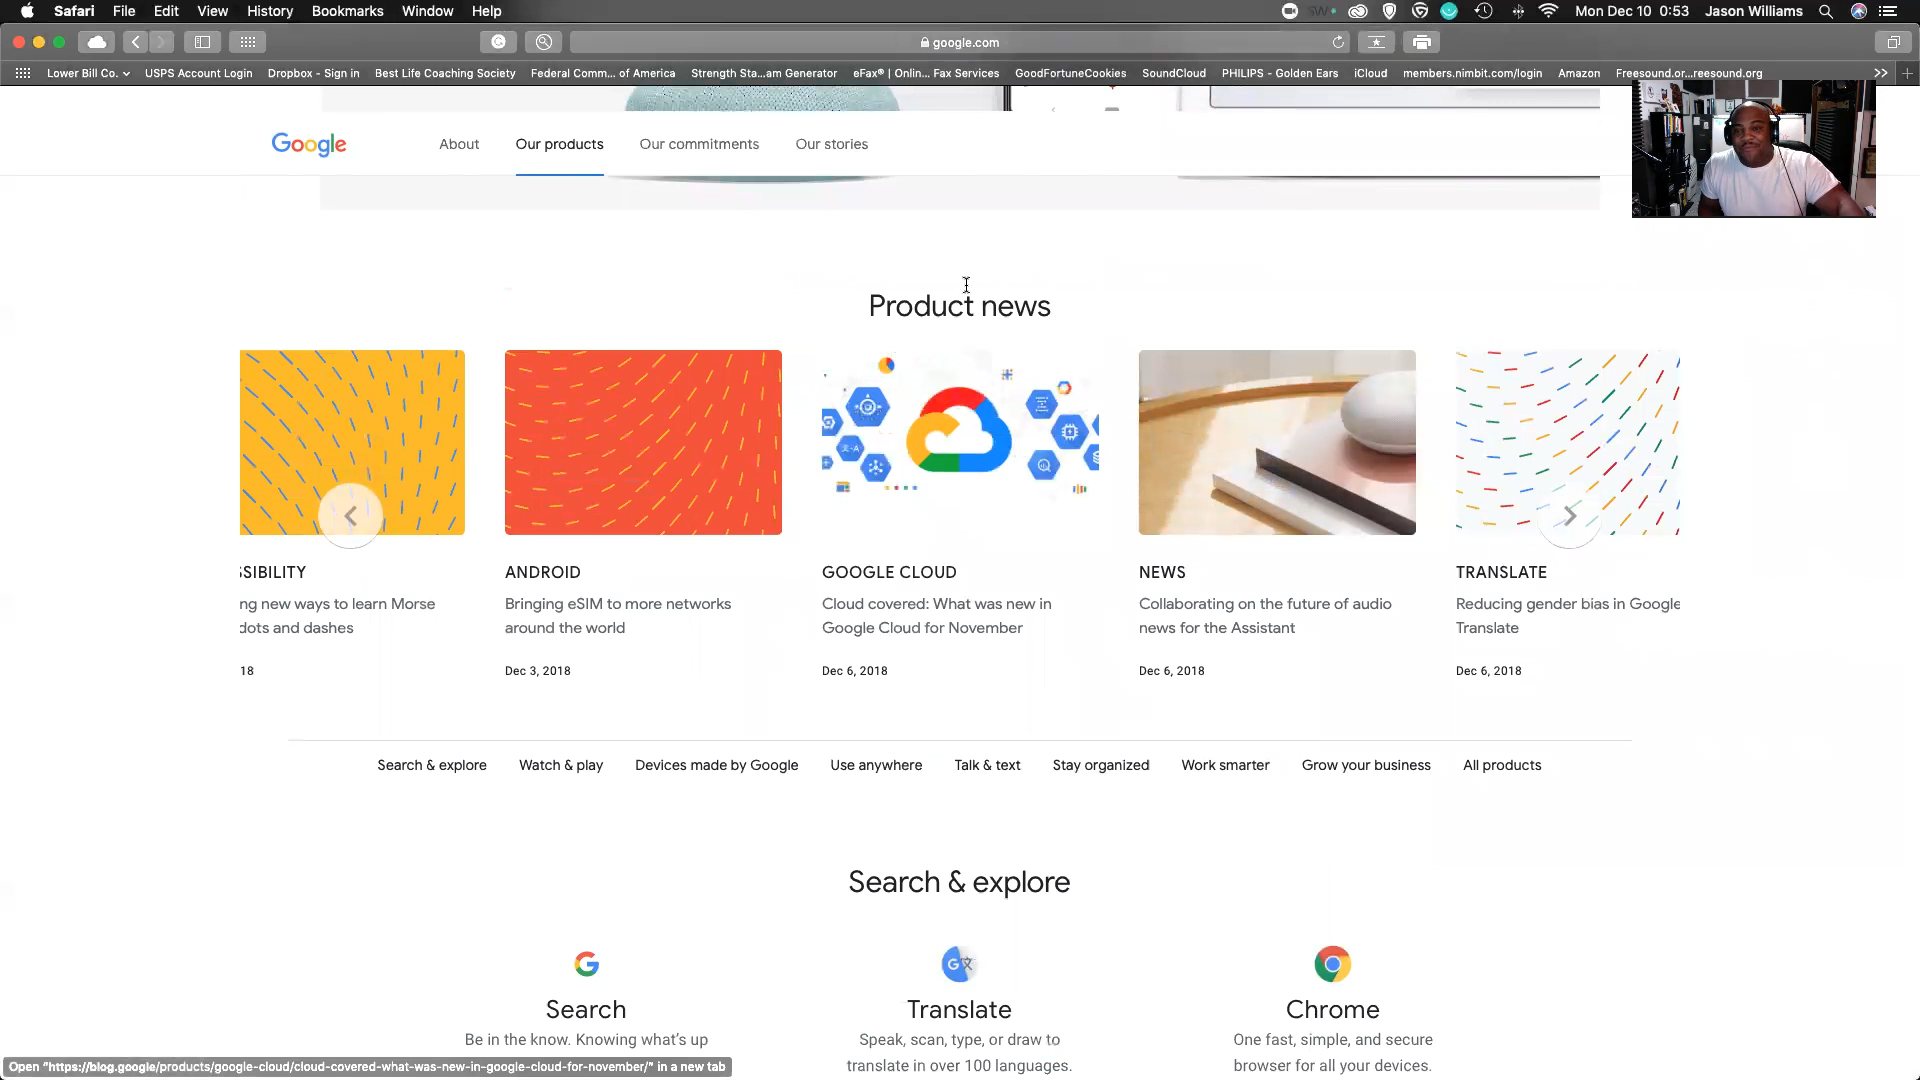 Safari File Edit View History Bookmarks Window Help SW Mon Dec 10 0:53 Jason Williams
google.com
Lower Bill Co. USPS Account Login Dropbox - Sign in Best Life Coaching Society Federal Comm... of America Strength Sta...am Generator eFax® | Onlin... Fax Services GoodFortuneCookies SoundCloud PHILIPS - Golden Ears iCloud members.nimbit.com/login Amazon Freesound.or...reesound.org
Google About Our products Our commitments Our stories
Product news
SSIBILITY
ng new ways to learn Morse
dots and dashes
18
ANDROID
Bringing eSIM to more networks
around the world
Dec 3, 2018
GOOGLE CLOUD
Cloud covered: What was new in
Google Cloud for November
Dec 6, 2018
NEWS
Collaborating on the future of audio
news for the Assistant
Dec 6, 2018
TRANSLATE
Reducing gender bias in Google
Translate
Dec 6, 2018
Search & explore Watch & play Devices made by Google Use anywhere Talk & text Stay organized Work smarter Grow your business All products
Search & explore
Search
Be in the know. Knowing what's up
Translate
Speak, scan, type, or draw to
translate in over 100 languages.
Chrome
One fast, simple, and secure
browser for all your devices.
Open "https://blog.google/products/google-cloud/cloud-covered-what-was-new-in-google-cloud-for-november/" in a new tab